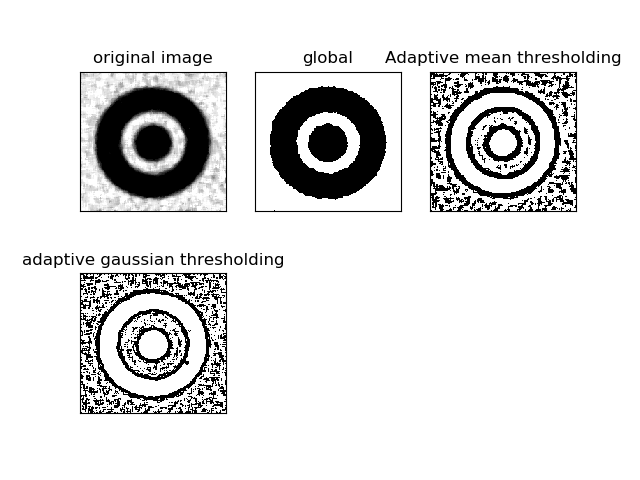 original image
global
Adaptive mean thresholding
adaptive gaussian thresholding